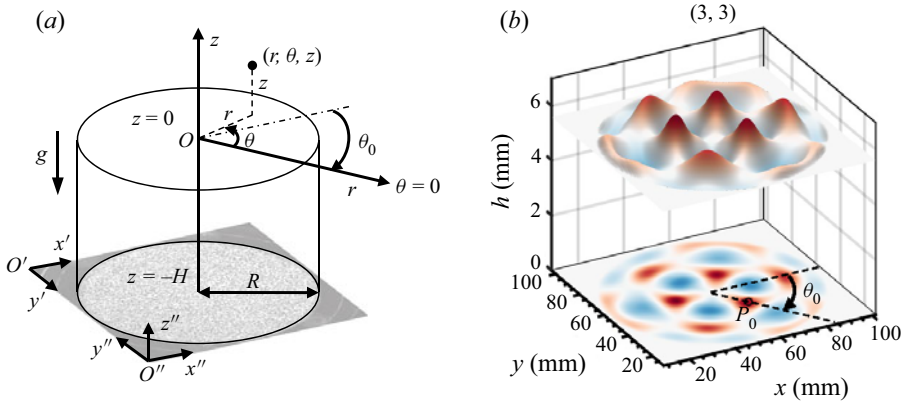 (a)
z
(r, θ, z)
z
z = 0
r
θ
O
θ₀
g
r
θ = 0
O′
x′
y′
z = –H
R
z″
y″
O″
x″
(b)
(3, 3)
6
4
2
0
h (mm)
100
80
60
40
20
y (mm)
θ₀
P₀
20
40
60
80
100
x (mm)